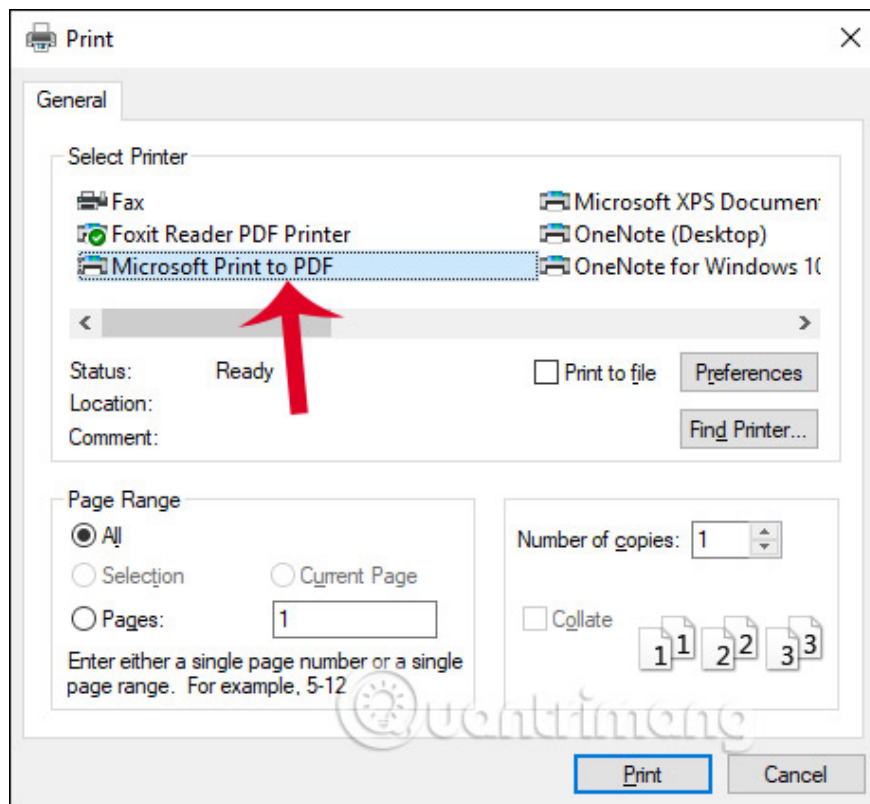 Print
General
Select Printer
Fax
Foxit Reader PDF Printer
Microsoft Print to PDF
Microsoft XPS Documen
OneNote (Desktop)
OneNote for Windows 10
Status: Ready
Location:
Comment:
Print to file
Preferences
Find Printer...
Page Range
All
Selection
Current Page
Pages: 1
Enter either a single page number or a single
page range. For example, 5-12
Number of copies: 1
Collate
1 1 2 2 3 3
Quantrimang
Print
Cancel